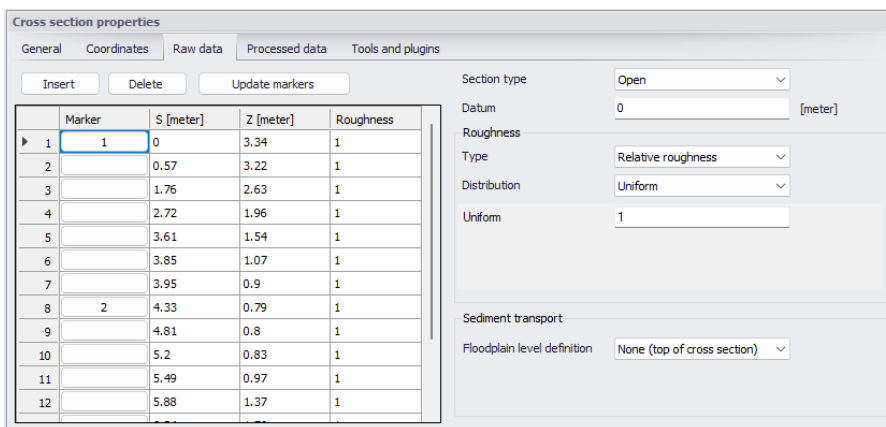 Cross section properties
General Coordinates Raw data Processed data Tools and plugins
Insert Delete Update markers
Marker S [meter] Z [meter] Roughness
1 1 0 3.34 1
2 0.57 3.22 1
3 1.76 2.63 1
4 2.72 1.96 1
5 3.61 1.54 1
6 3.85 1.07 1
7 3.95 0.9 1
8 2 4.33 0.79 1
9 4.81 0.8 1
10 5.2 0.83 1
11 5.49 0.97 1
12 5.88 1.37 1
Section type Open
Datum 0 [meter]
Roughness
Type Relative roughness
Distribution Uniform
Uniform 1
Sediment transport
Floodplain level definition None (top of cross section)